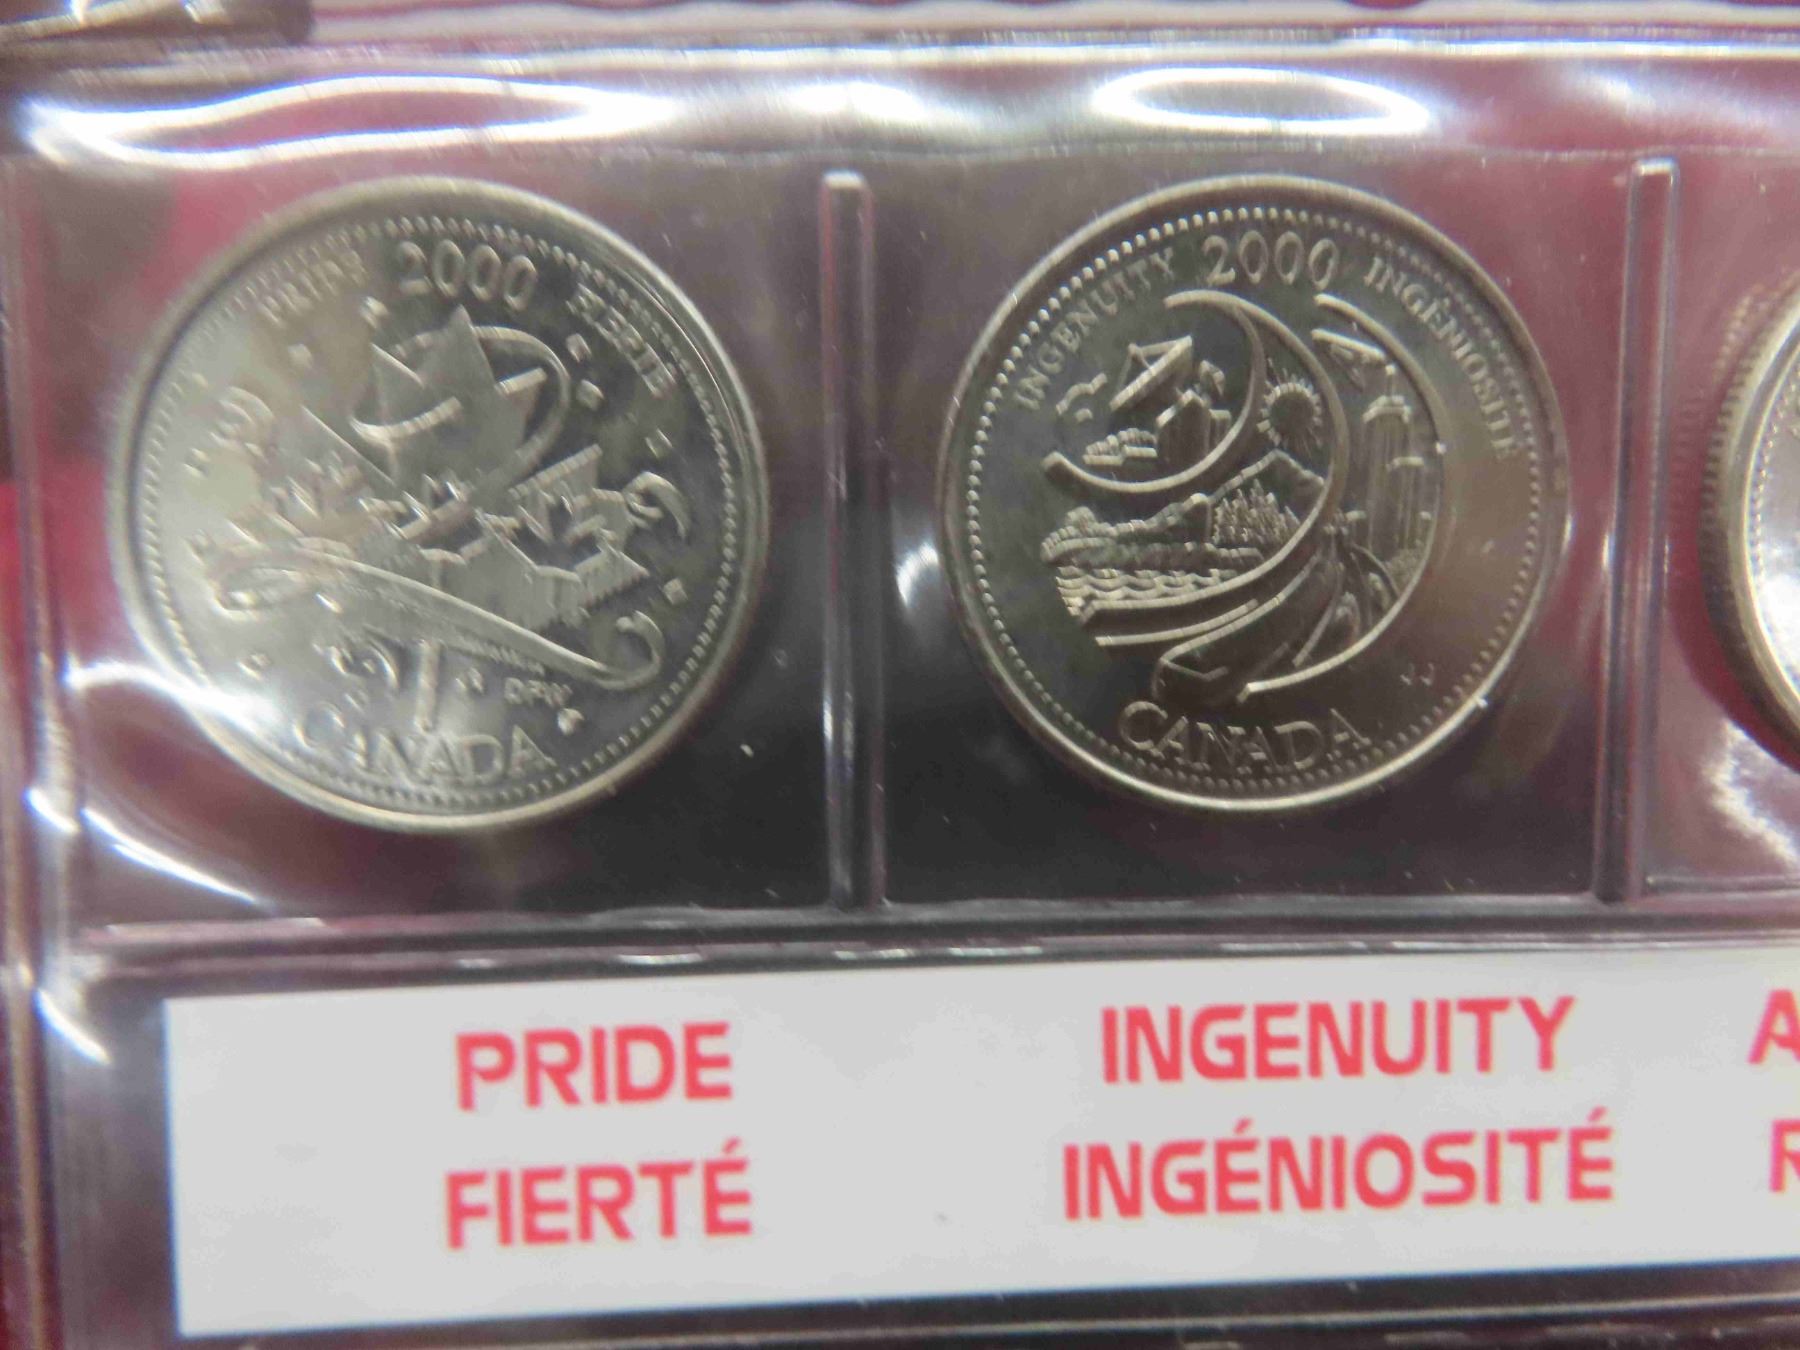 PRIDE 2000 FIERTÉ
CANADA
INGENUITY 2000 INGÉNIOSITÉ
CANADA
PRIDE
FIERTÉ
INGENUITY
INGÉNIOSITÉ
A
R